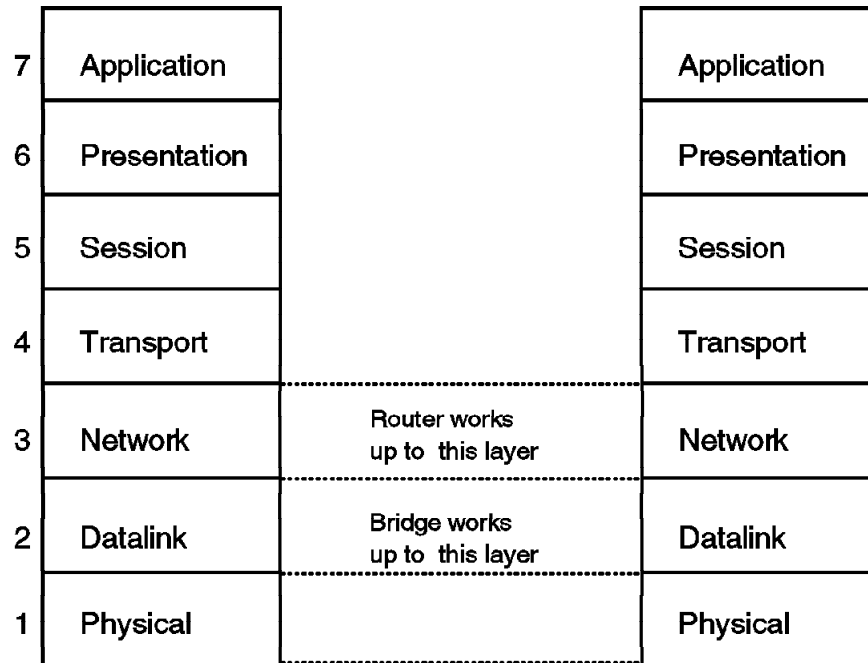 7 Application Application
6 Presentation Presentation
5 Session Session
4 Transport Transport
3 Network Router works
up to this layer Network
2 Datalink Bridge works
up to this layer Datalink
1 Physical Physical